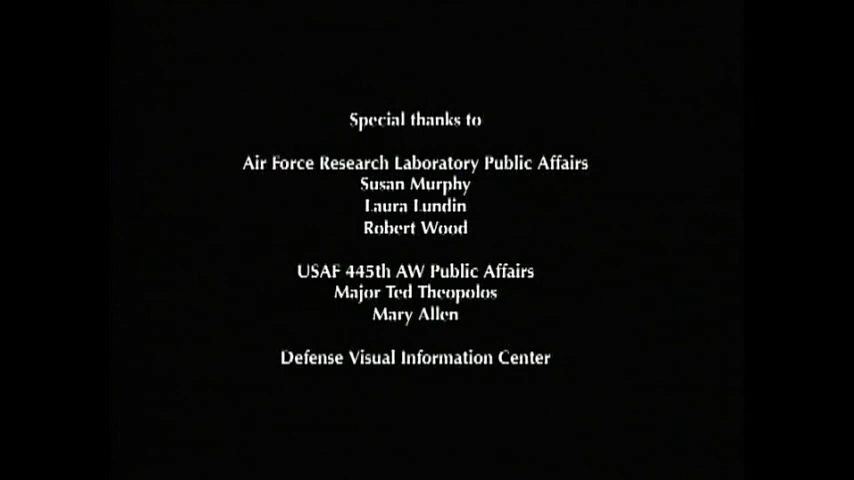 Special thanks to
Air Force Research Laboratory Public Affairs
Susan Murphy
Laura Lundin
Robert Wood
USAF 445th AW Public Affairs
Major Ted Theopolos
Mary Allen
Defense Visual Information Center